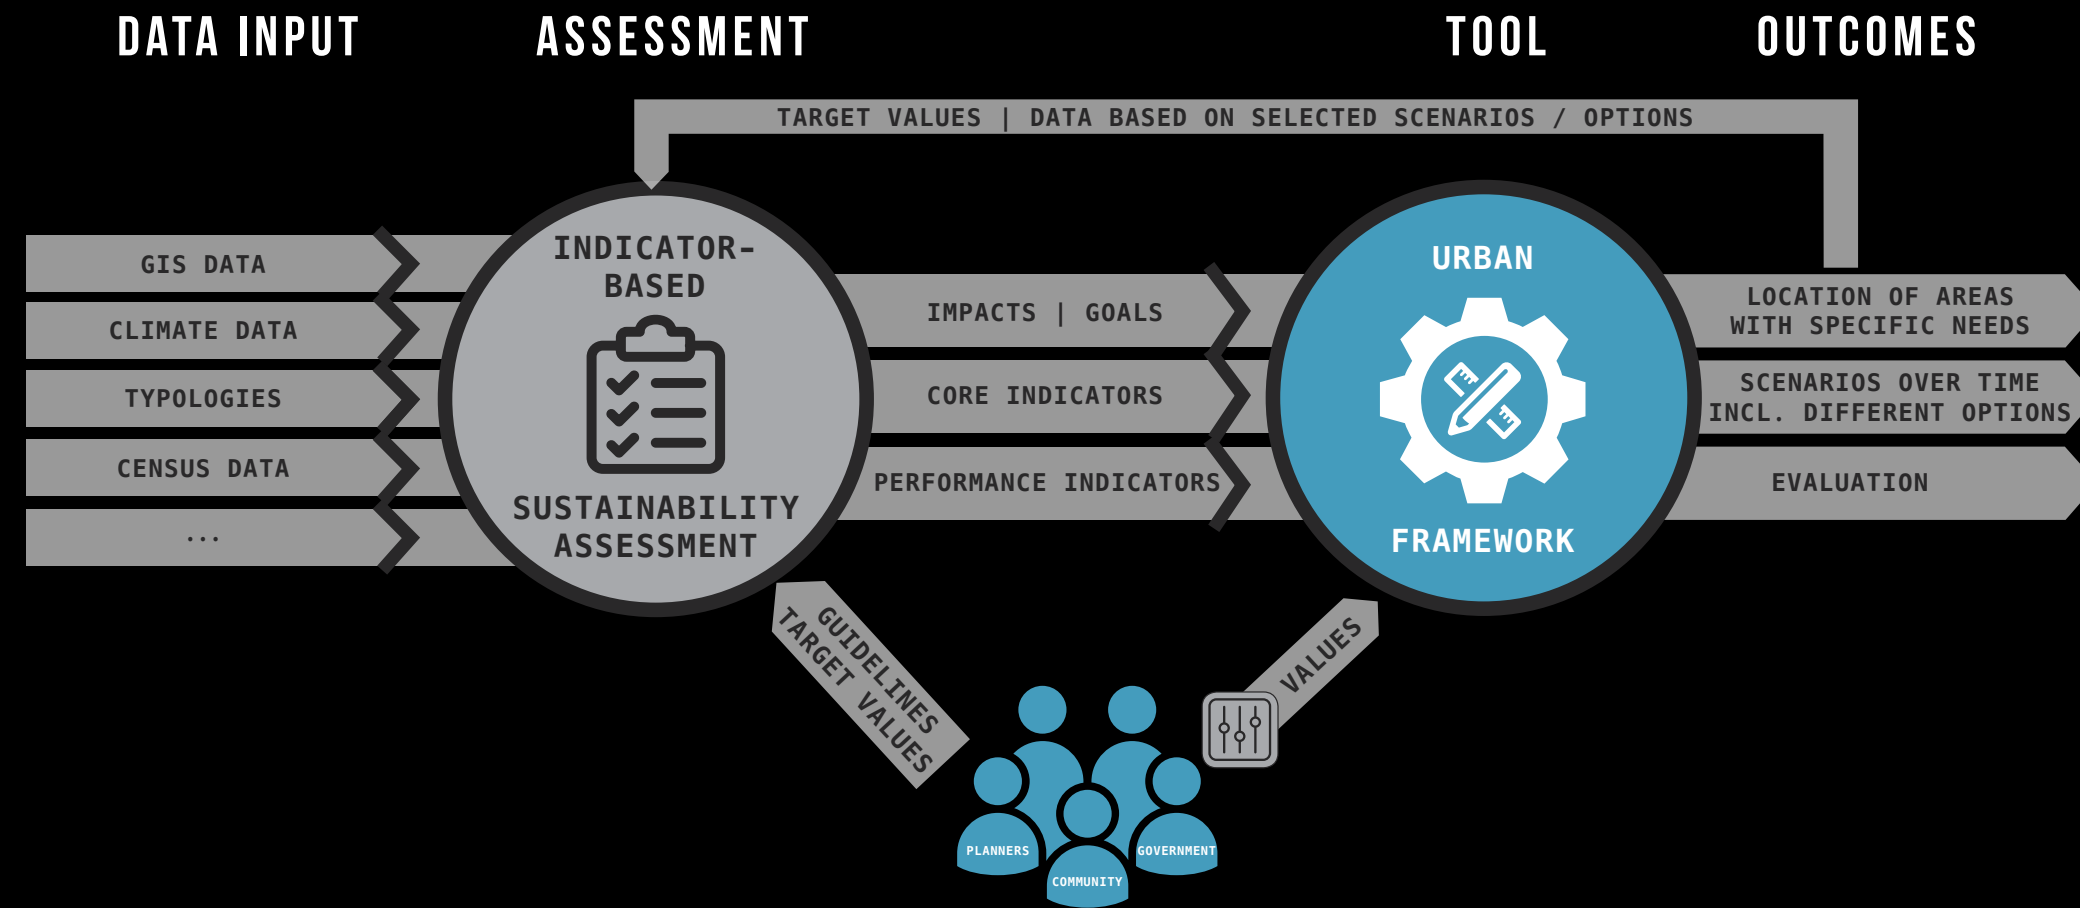 DATA INPUT
ASSESSMENT
TOOL
OUTCOMES
TARGET VALUES | DATA BASED ON SELECTED SCENARIOS / OPTIONS
GIS DATA
CLIMATE DATA
TYPOLOGIES
CENSUS DATA
...
INDICATOR-
BASED
SUSTAINABILITY
ASSESSMENT
IMPACTS | GOALS
CORE INDICATORS
PERFORMANCE INDICATORS
URBAN
FRAMEWORK
LOCATION OF AREAS
WITH SPECIFIC NEEDS
SCENARIOS OVER TIME
INCL. DIFFERENT OPTIONS
EVALUATION
GUIDELINES
TARGET VALUES
VALUES
PLANNERS
COMMUNITY
GOVERNMENT